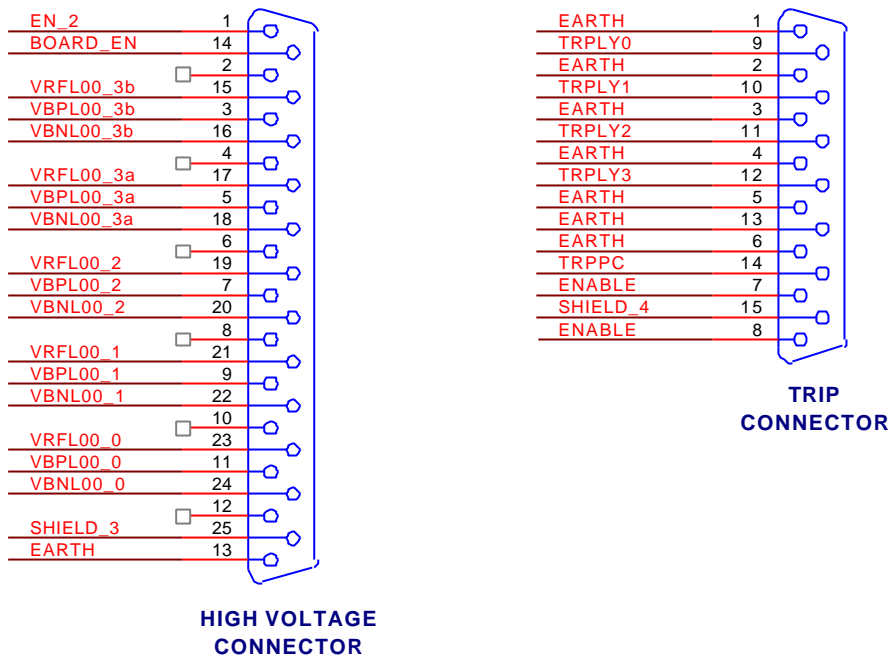 EN_2 1
BOARD_EN 14
2
VRFL00_3b 15
VBPL00_3b 3
VBNL00_3b 16
4
VRFL00_3a 17
VBPL00_3a 5
VBNL00_3a 18
6
VRFL00_2 19
VBPL00_2 7
VBNL00_2 20
8
VRFL00_1 21
VBPL00_1 9
VBNL00_1 22
10
VRFL00_0 23
VBPL00_0 11
VBNL00_0 24
12
SHIELD_3 25
EARTH 13
HIGH VOLTAGE
CONNECTOR
EARTH 1
TRPLY0 9
EARTH 2
TRPLY1 10
EARTH 3
TRPLY2 11
EARTH 4
TRPLY3 12
EARTH 5
EARTH 13
EARTH 6
TRPPC 14
ENABLE 7
SHIELD_4 15
ENABLE 8
TRIP
CONNECTOR